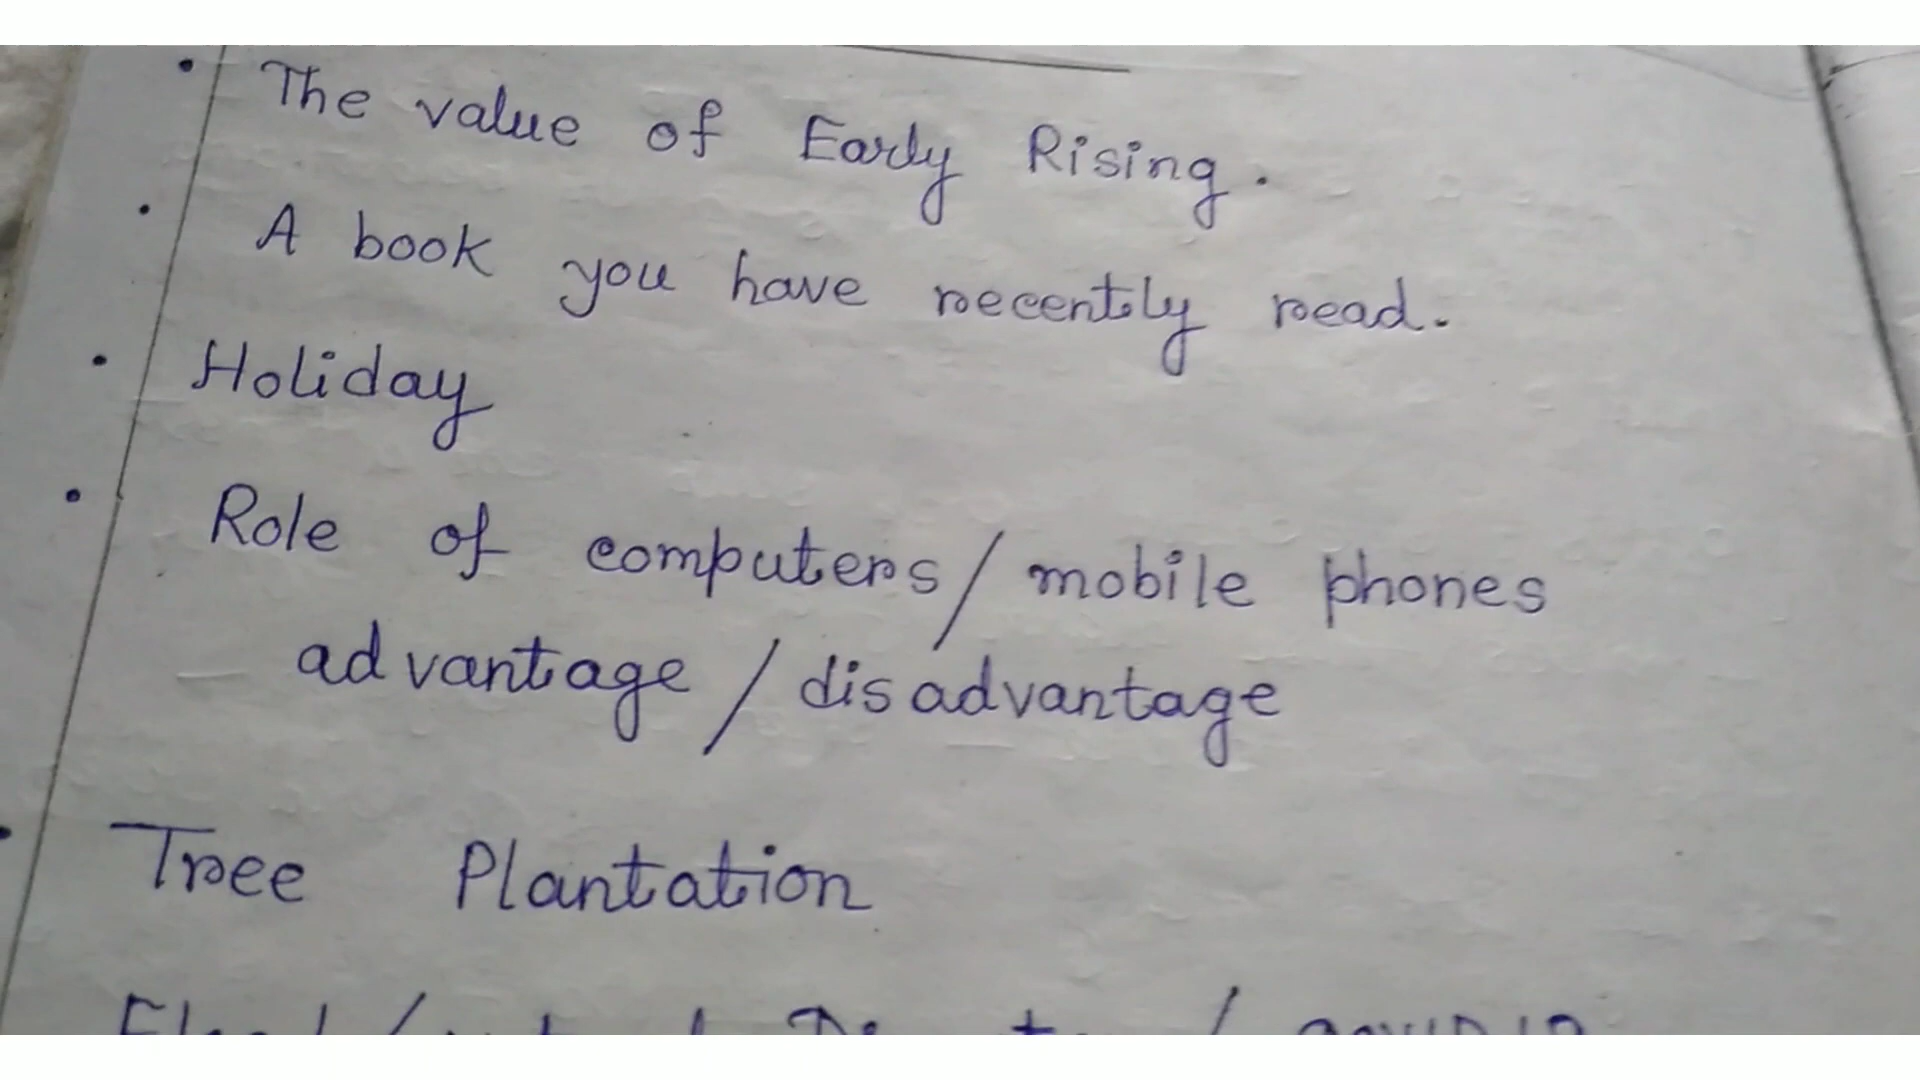 • The value of Early Rising.
• A book you have recently read.
• Holiday
• Role of computers/mobile phones
advantage/disadvantage
• Tree Plantation